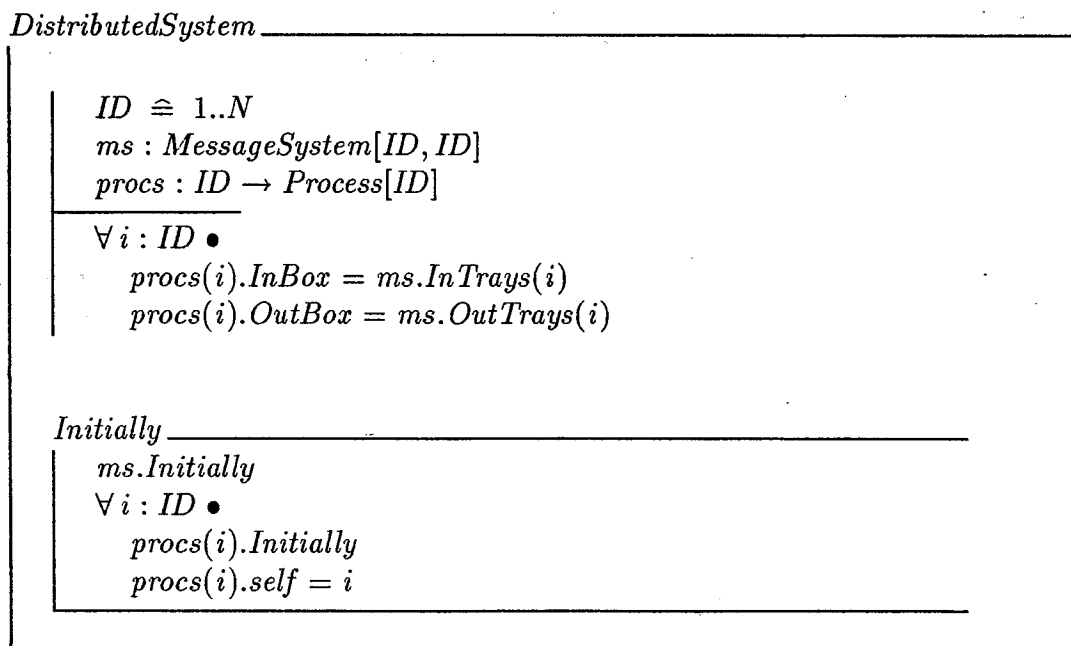 DistributedSystem
ID ≙ 1..N
ms : MessageSystem[ID, ID]
procs : ID → Process[ID]
∀ i : ID •
procs(i).InBox = ms.InTrays(i)
procs(i).OutBox = ms.OutTrays(i)
Initially
ms.Initially
∀ i : ID •
procs(i).Initially
procs(i).self = i